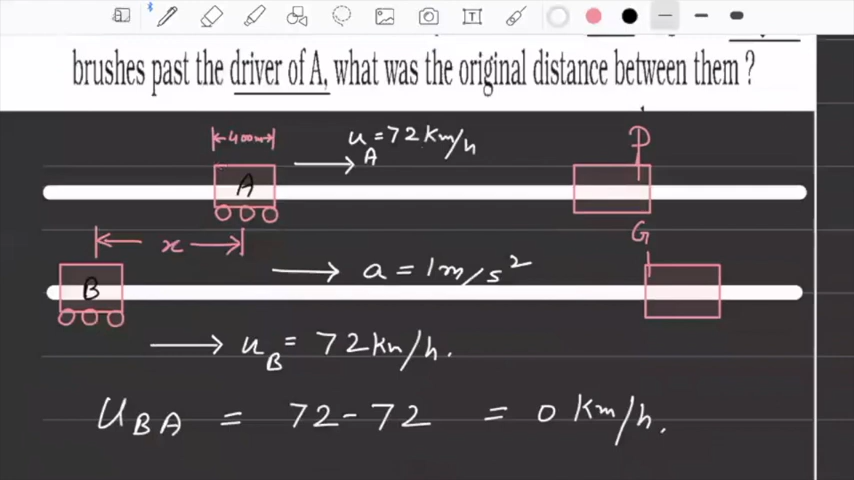 brushes past the driver of A, what was the original distance between them ?
400m
u_A = 72 km/h
P
A
x
G
B
a = 1 m/s²
u_B = 72 km/h.
u_BA = 72 - 72 = 0 km/h.